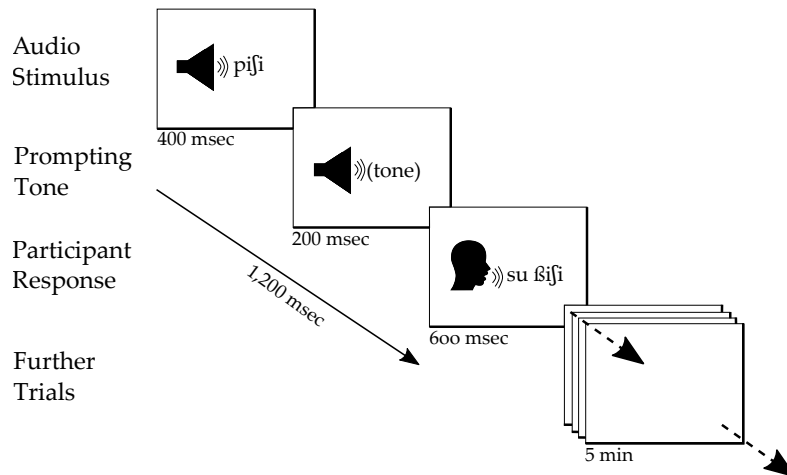 Audio
Stimulus
piʃi
400 msec
Prompting
Tone
(tone)
200 msec
Participant
Response
su ßiʃi
600 msec
1,200 msec
Further
Trials
5 min